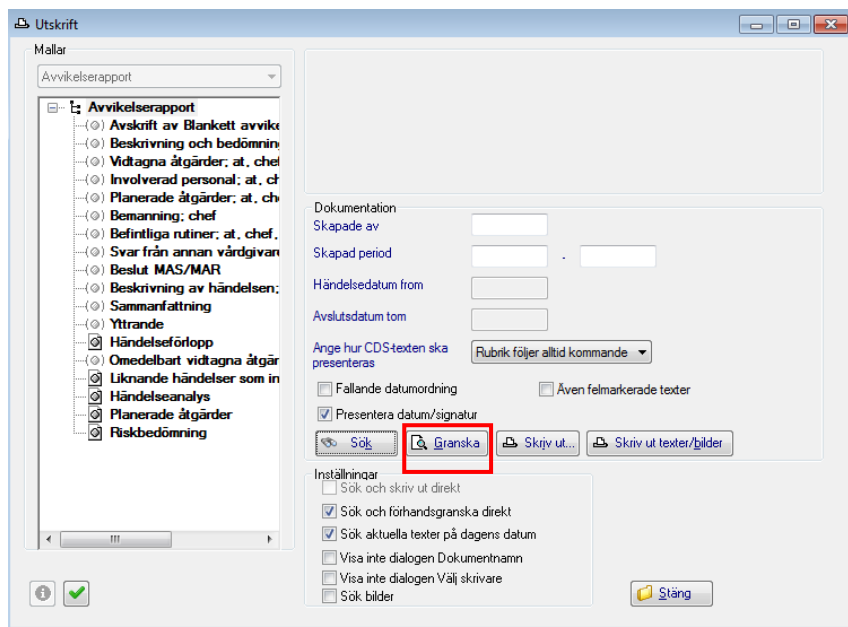 Utskrift
Mallar
Avvikelserapport
Avvikelserapport
Avskrift av Blankett avvike
Beskrivning och bedömning
Vidtagna åtgärder; at, chef
Involverad personal; at, ch
Planerade åtgärder; at, che
Bemanning; chef
Befintliga rutiner; at, chef,
Svar från annan vårdgivare
Beslut MAS/MAR
Beskrivning av händelsen;
Sammanfattning
Yttrande
Händelseförlopp
Omedelbart vidtagna åtgär
Liknande händelser som in
Händelseanalys
Planerade åtgärder
Riskbedömning
Dokumentation
Skapade av
Skapad period
-
Händelsedatum from
Avslutsdatum tom
Ange hur CDS-texten ska
presenteras
Rubrik följer alltid kommande
Fallande datumordning
Även felmarkerade texter
Presentera datum/signatur
Sök
Granska
Skriv ut...
Skriv ut texter/bilder
Inställningar
Sök och skriv ut direkt
Sök och förhandsgranska direkt
Sök aktuella texter på dagens datum
Visa inte dialogen Dokumentnamn
Visa inte dialogen Välj skrivare
Sök bilder
Stäng